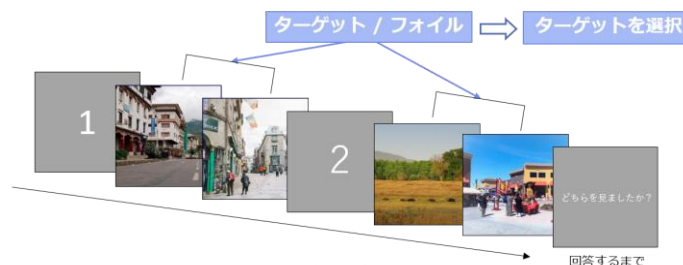 ターゲット / フォイル
ターゲットを選択
1
2
どちらを見ましたか?
回答するまで